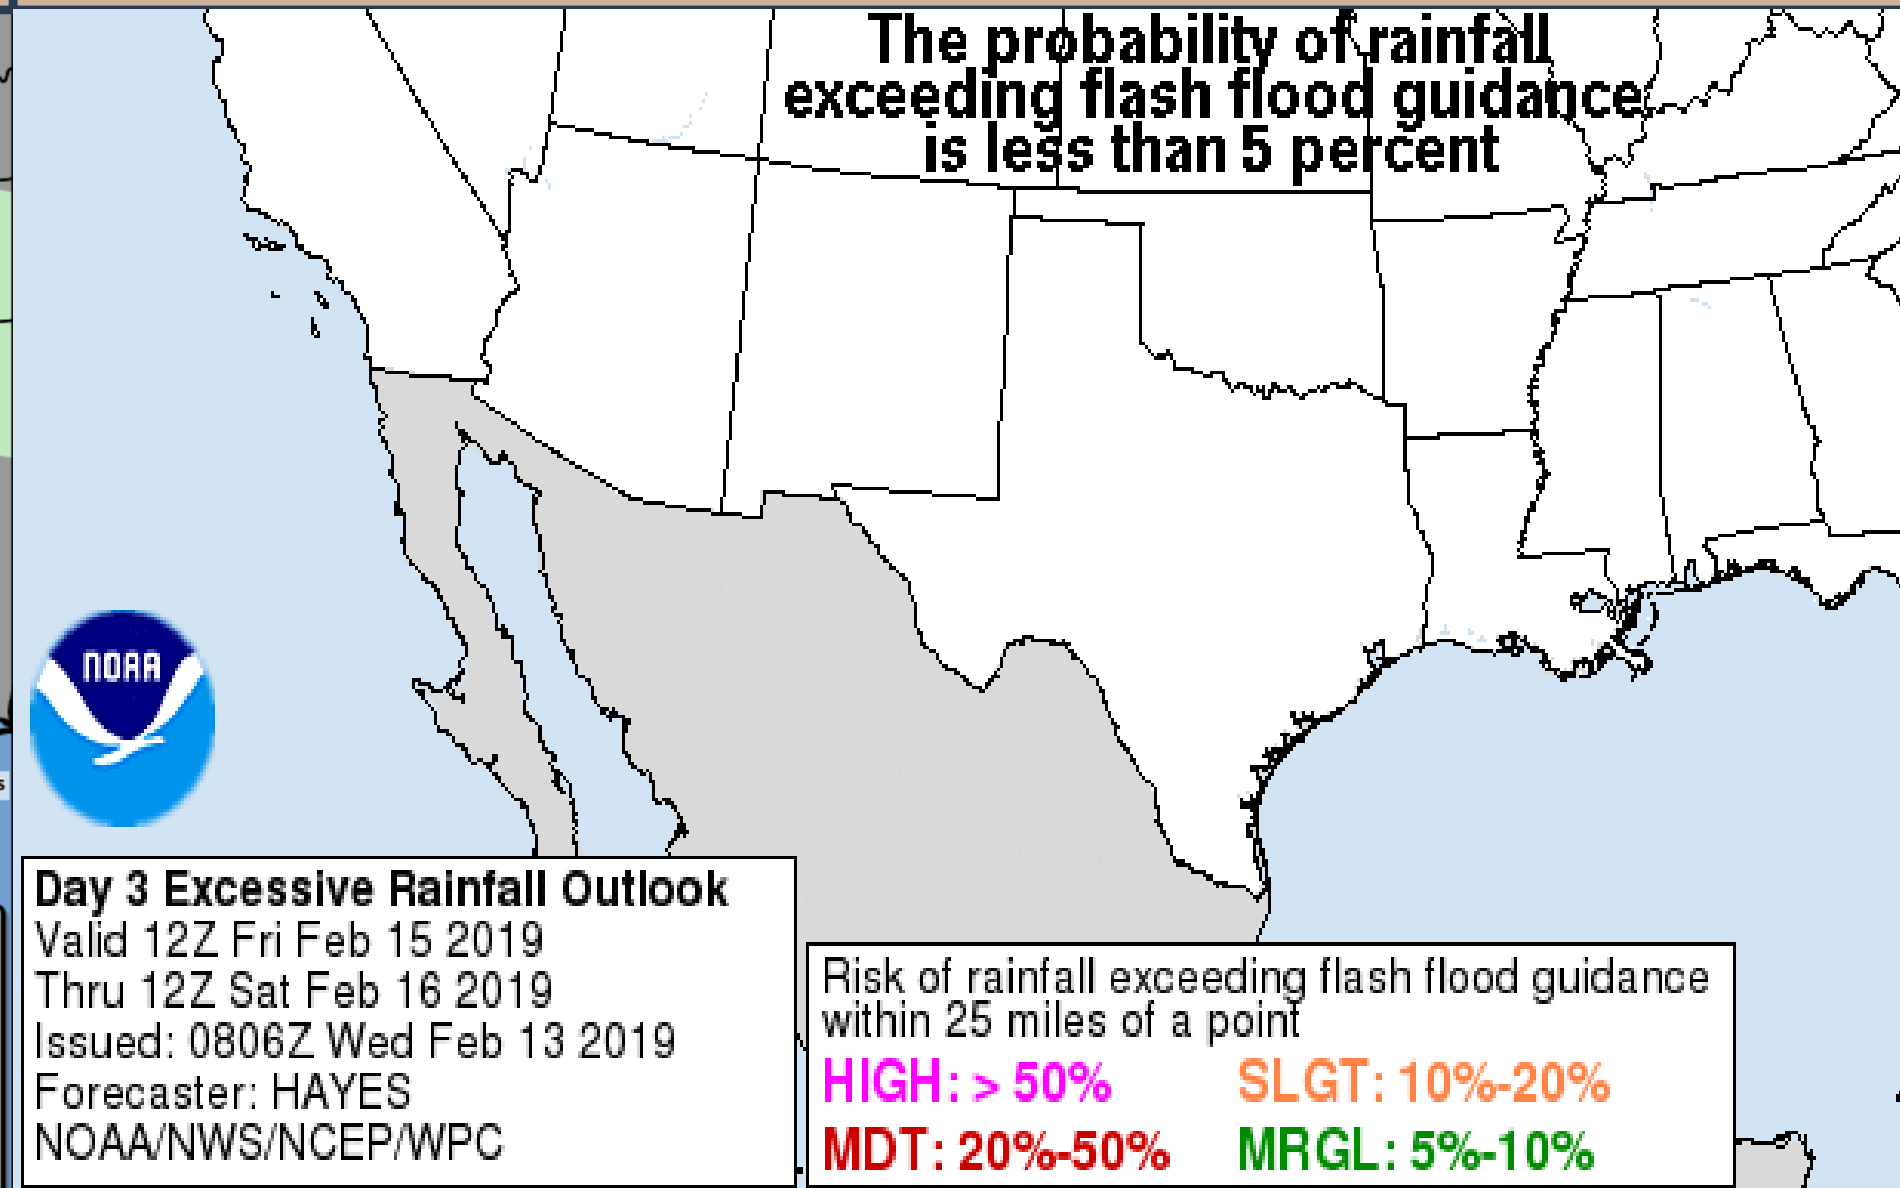 The probability of rainfall
exceeding flash flood guidance
is less than 5 percent
NOAA
s
Day 3 Excessive Rainfall Outlook
Valid 12Z Fri Feb 15 2019
Thru 12Z Sat Feb 16 2019
Issued: 0806Z Wed Feb 13 2019
Forecaster: HAYES
NOAA/NWS/NCEP/WPC
Risk of rainfall exceeding flash flood guidance
within 25 miles of a point
HIGH: > 50% SLGT: 10%-20%
MDT: 20%-50% MRGL: 5%-10%